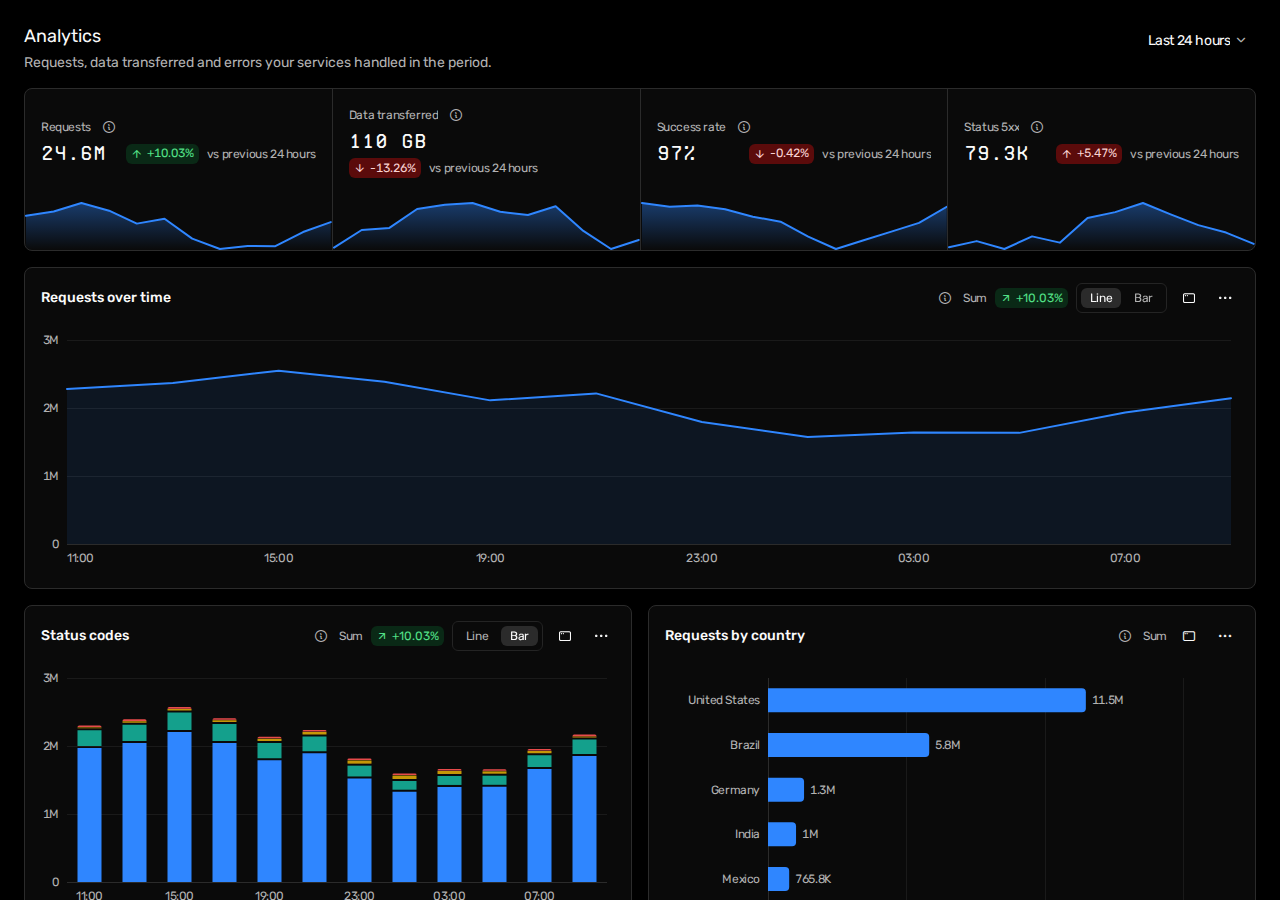 Analytics
Last 24 hours
Requests, data transferred and errors your services handled in the period.
Requests
24.6M +10.03% vs previous 24 hours
Data transferred
110 GB
-13.26% vs previous 24 hours
Success rate
97% -0.42% vs previous 24 hours
Status 5xx
79.3K +5.47% vs previous 24 hours
Requests over time
Sum +10.03% Line Bar
3M
2M
1M
0
11:00 15:00 19:00 23:00 03:00 07:00
Status codes
Sum +10.03% Line Bar
3M
2M
1M
0
11:00 15:00 19:00 23:00 03:00 07:00
Requests by country
Sum
United States 11.5M
Brazil 5.8M
Germany 1.3M
India 1M
Mexico 765.8K